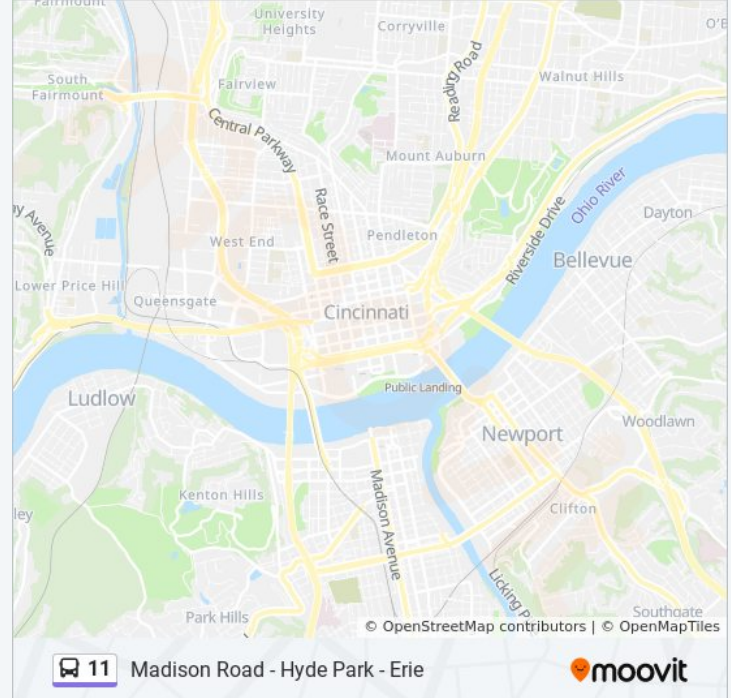 Fairmount
University
Heights
Corryville
O'B
South
Fairmount
Fairview
Reading Road
Walnut Hills
Central Parkway
Mount Auburn
Race Street
Ohio River
Dayton
y Avenue
West End
Pendleton
Riverside Drive
Bellevue
Lower Price Hill
Queensgate
Cincinnati
Public Landing
Ludlow
Newport
Woodlawn
Kenton Hills
Madison Avenue
Clifton
ley
Licking R
Park Hills
Southgate
© OpenStreetMap contributors | © OpenMapTiles
11 Madison Road - Hyde Park - Erie
moovit